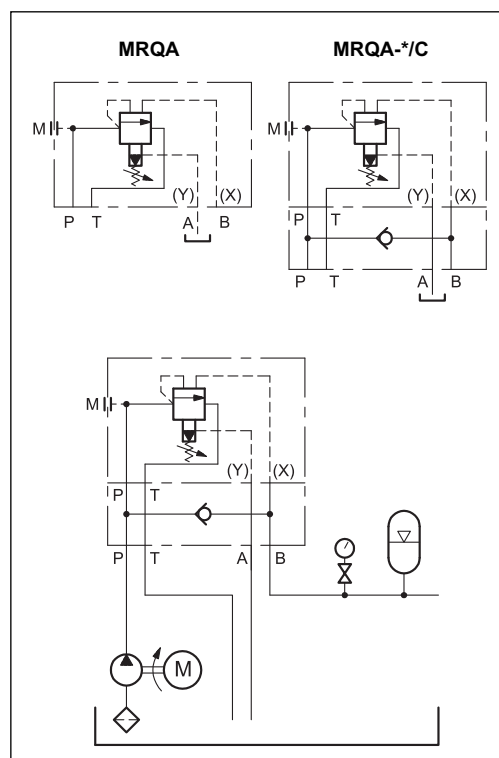 MRQA MRQA-*/C
M M
(Y) (X) (Y) (X)
P T A B P T
P T A B
M
(Y) (X)
P T
P T A B
M